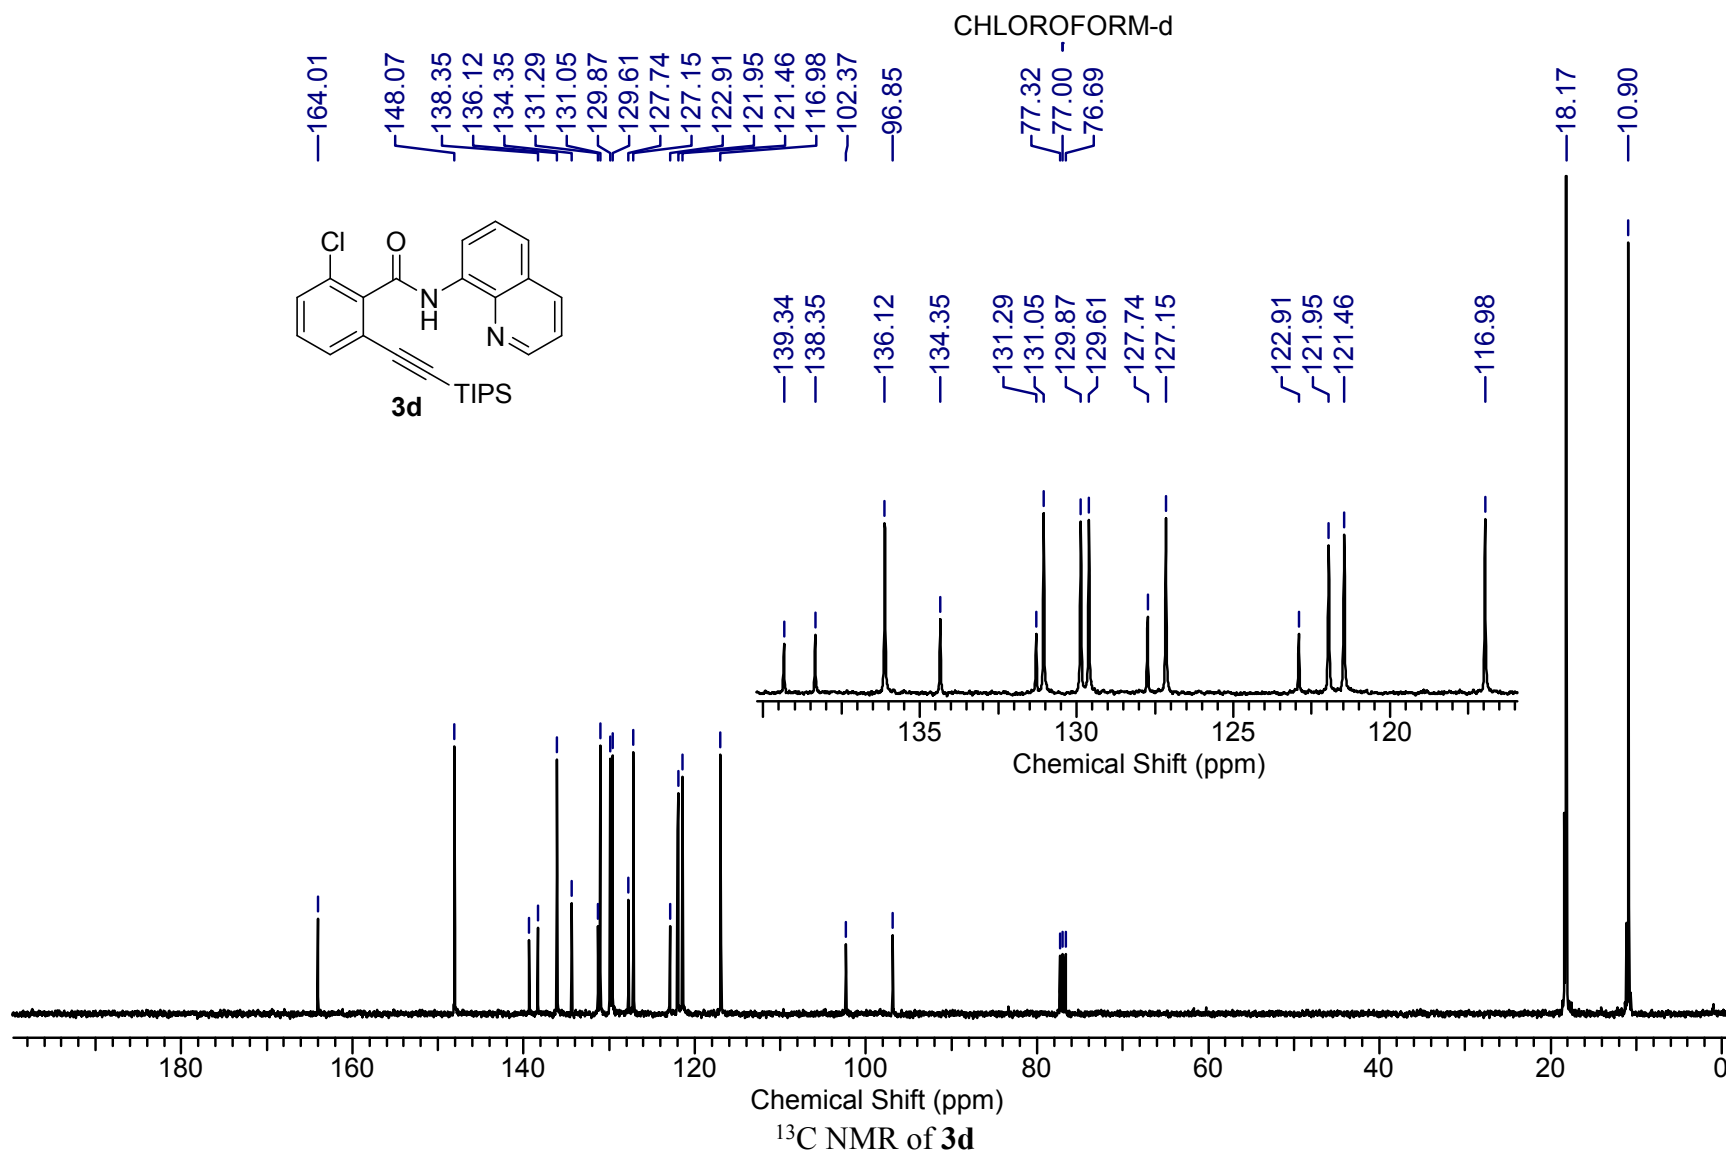 CHLOROFORM-d
164.01
148.07
138.35
136.12
134.35
131.29
131.05
129.87
129.61
127.74
127.15
122.91
121.95
121.46
116.98
102.37
96.85
77.32
77.00
76.69
18.17
10.90
Cl
O
N
H
N
TIPS
3d
139.34
138.35
136.12
134.35
131.29
131.05
129.87
129.61
127.74
127.15
122.91
121.95
121.46
116.98
135 130 125 120
Chemical Shift (ppm)
180 160 140 120 100 80 60 40 20 0
Chemical Shift (ppm)
¹³C NMR of 3d